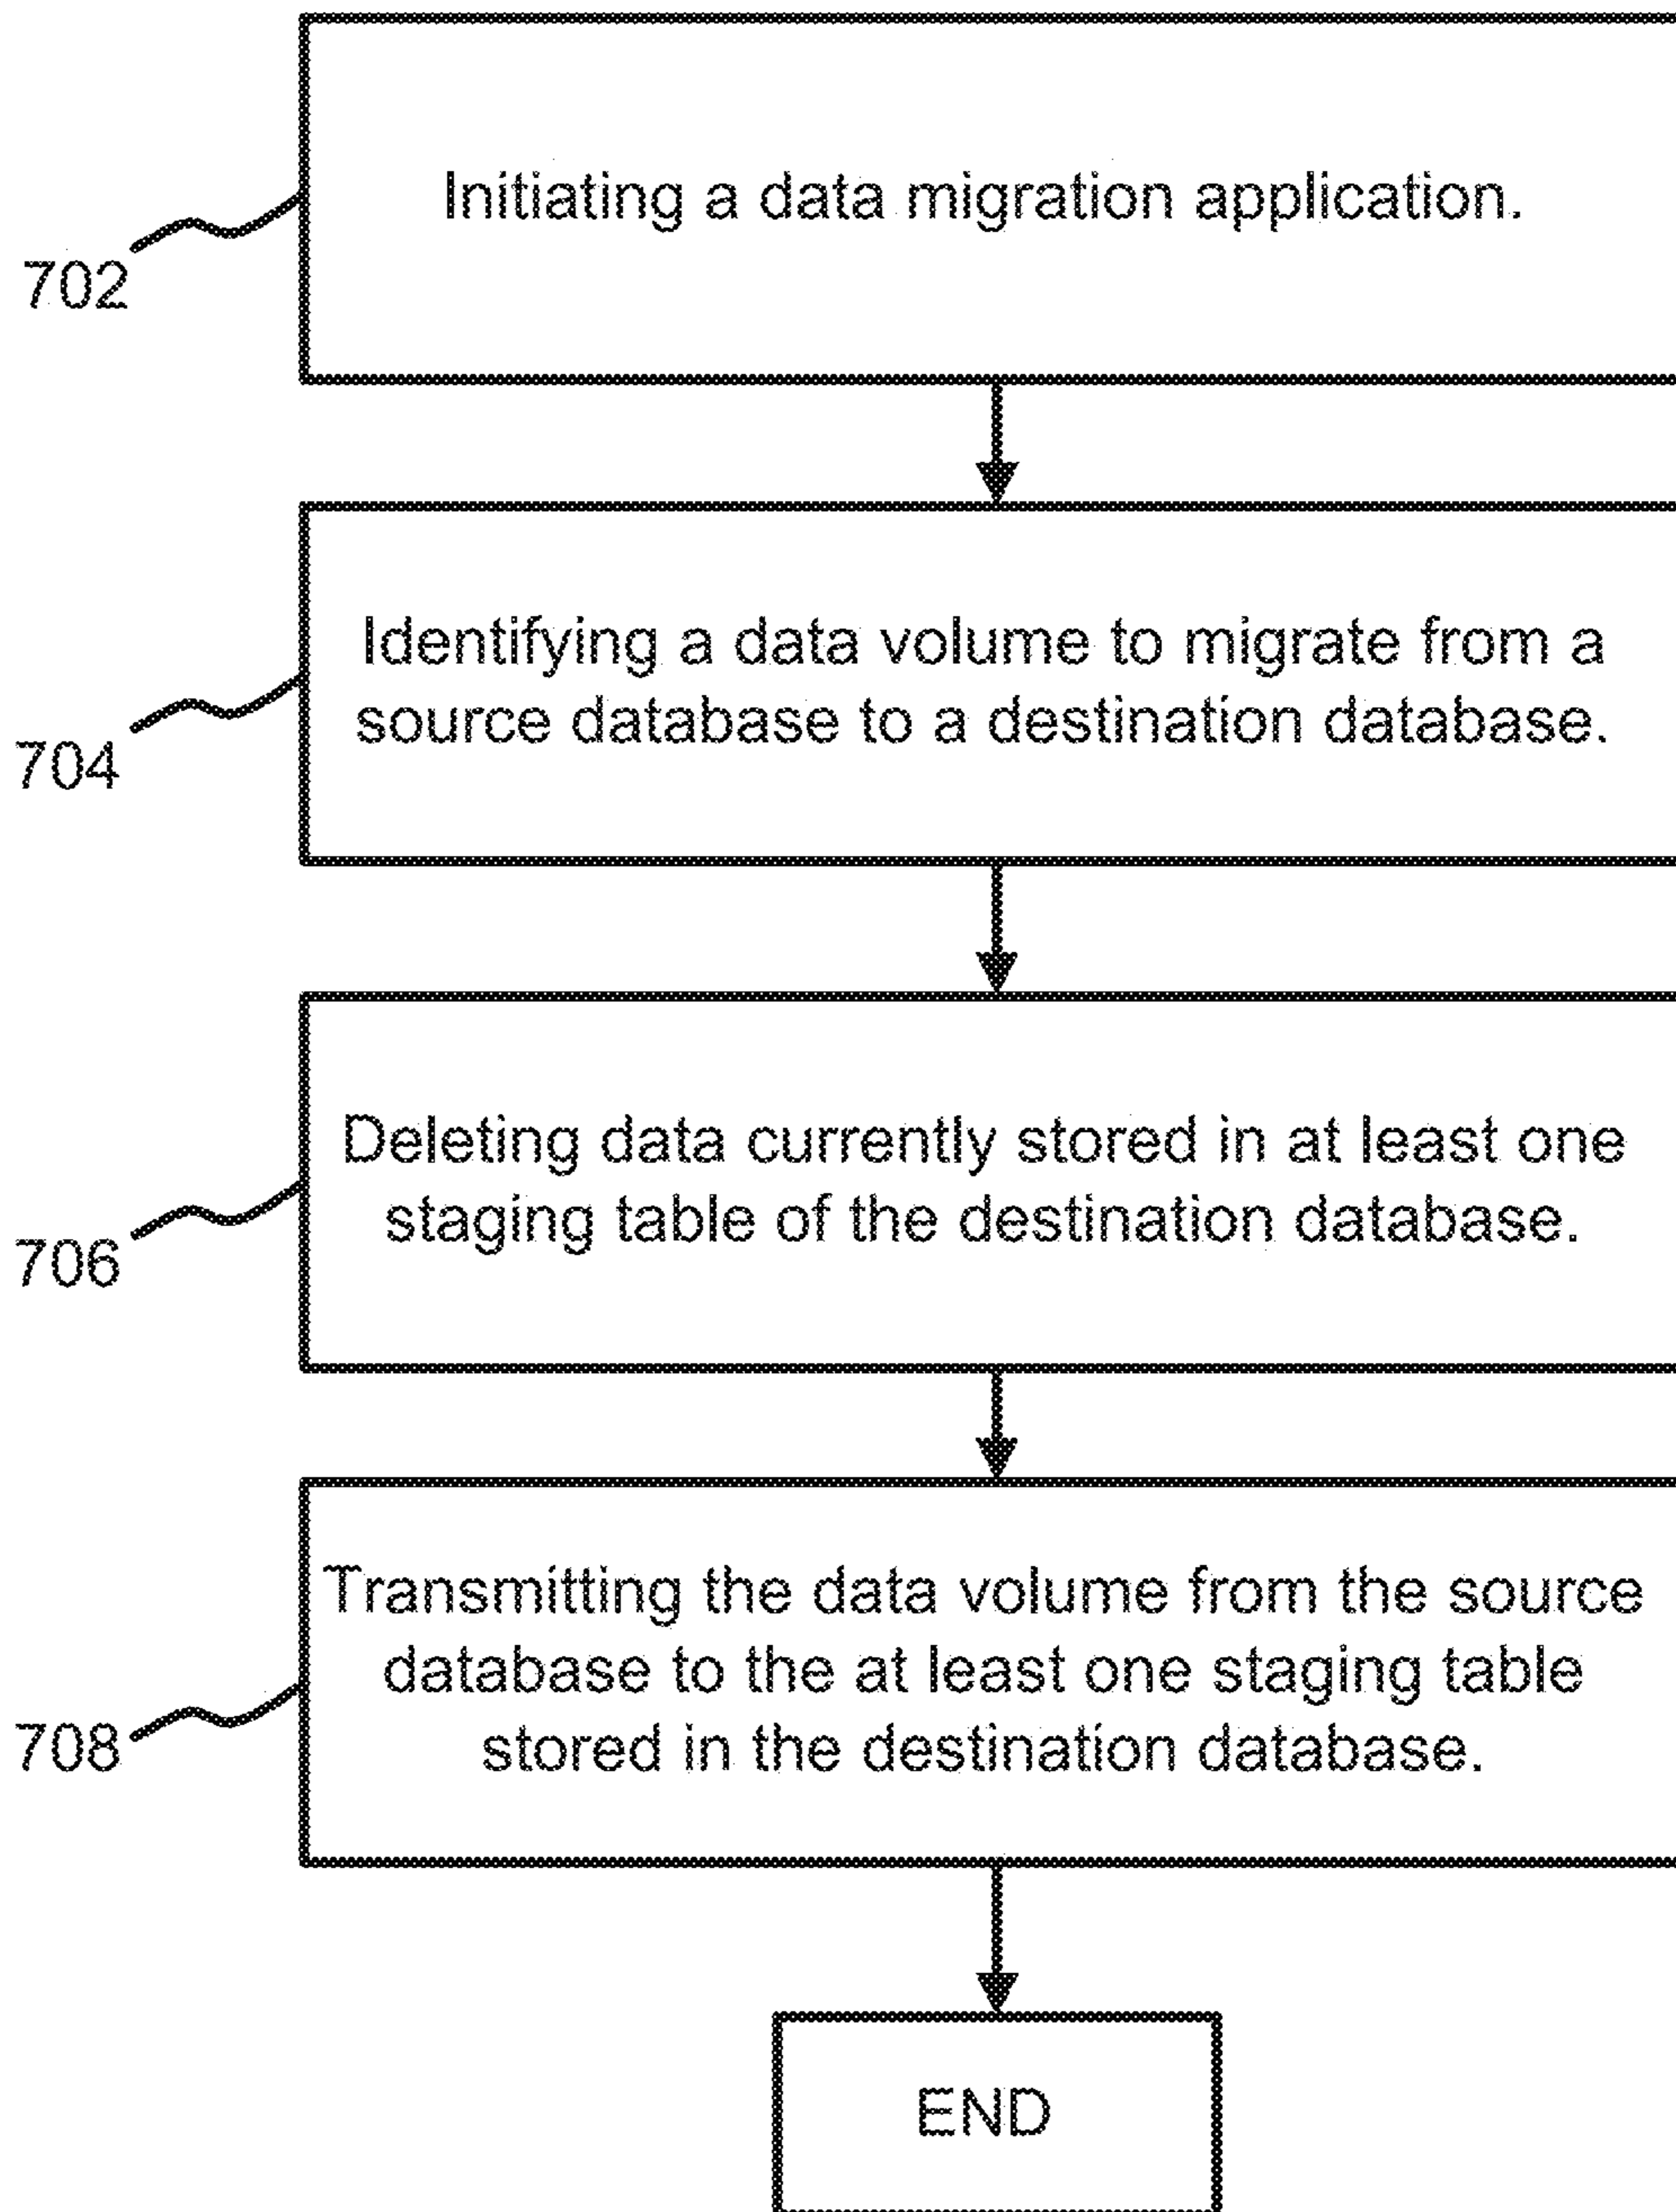 Initiating a data migration application.
702
Identifying a data volume to migrate from a
source database to a destination database.
704
Deleting data currently stored in at least one
staging table of the destination database.
706
Transmitting the data volume from the source
database to the at least one staging table
stored in the destination database.
708
END